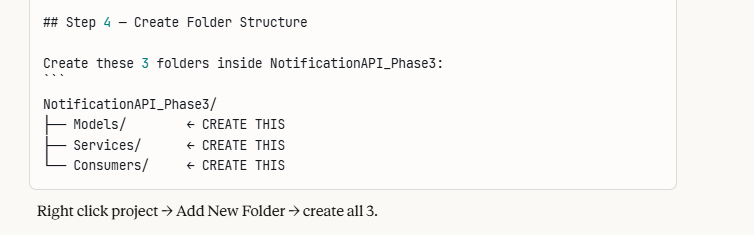 ## Step 4 — Create Folder Structure
Create these 3 folders inside NotificationAPI_Phase3:
```
NotificationAPI_Phase3/
├── Models/        ← CREATE THIS
├── Services/      ← CREATE THIS
└── Consumers/     ← CREATE THIS
Right click project → Add New Folder → create all 3.